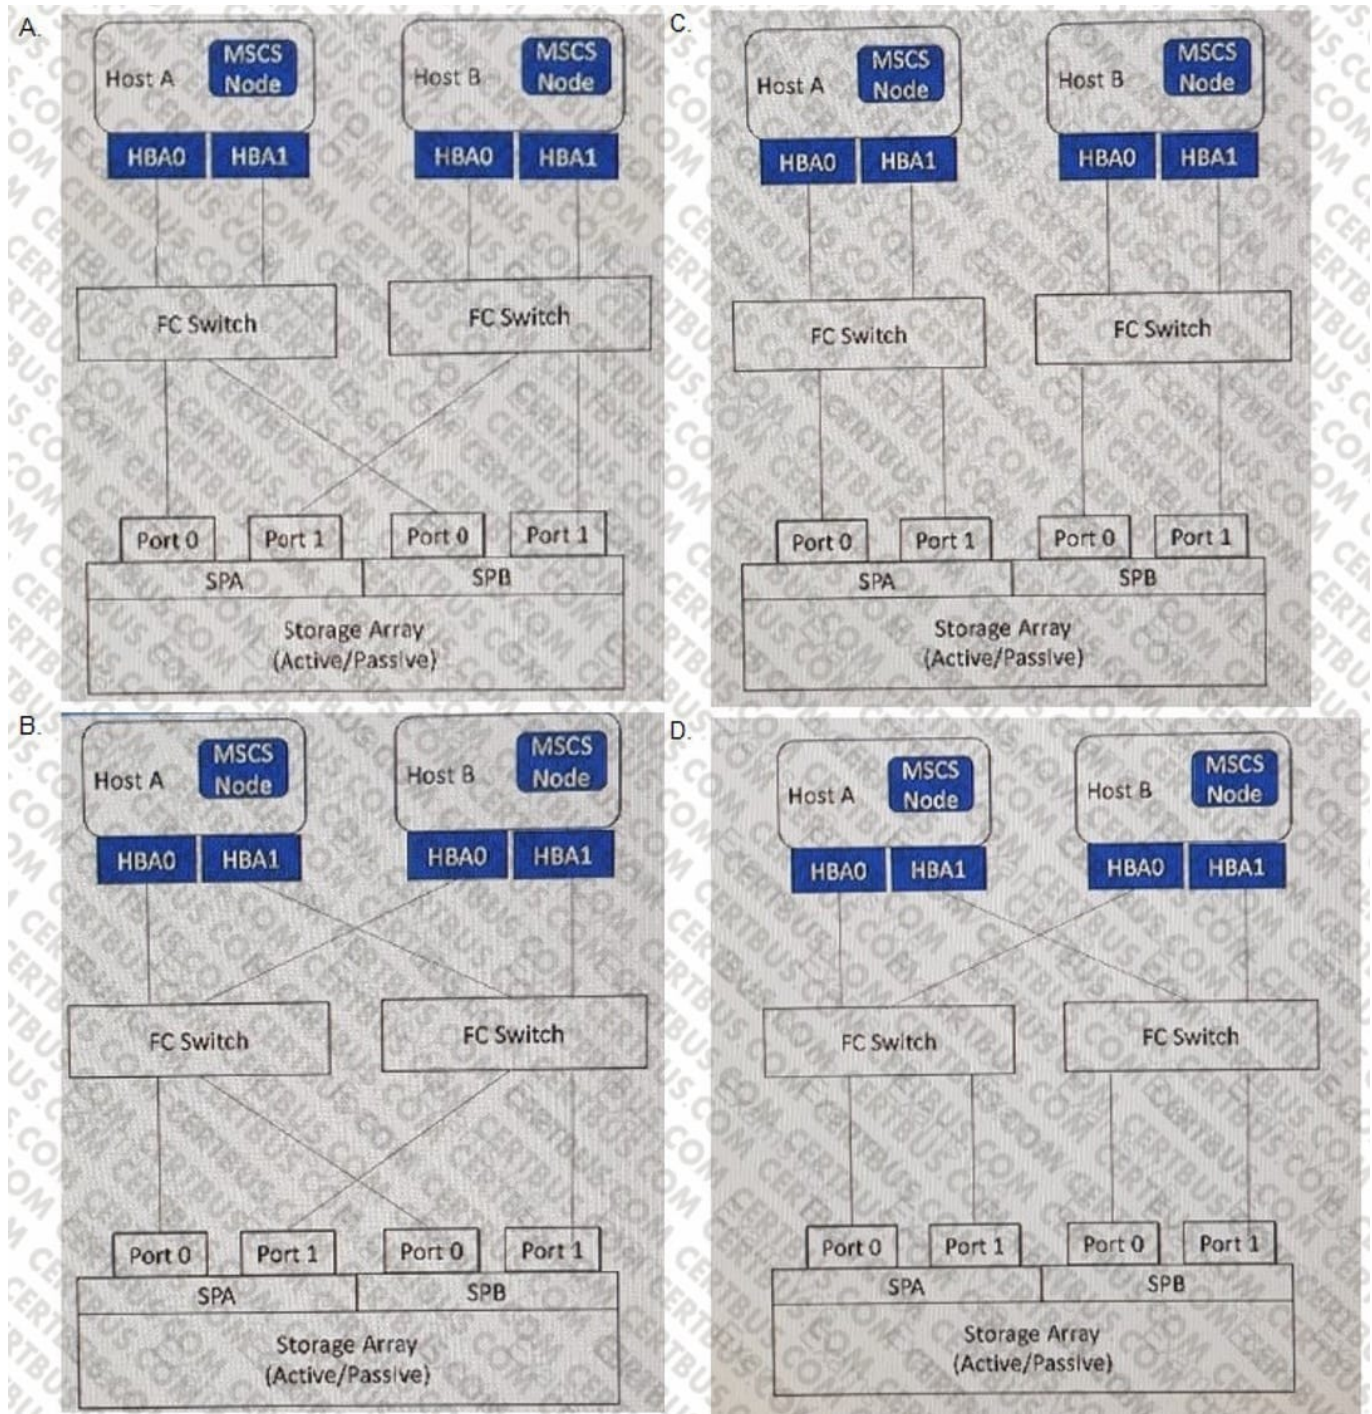 A.
Host A
MSCS
Node
Host B
MSCS
Node
HBA0
HBA1
HBA0
HBA1
FC Switch
FC Switch
Port 0
Port 1
Port 0
Port 1
SPA
SPB
Storage Array
(Active/Passive)
C.
Host A
MSCS
Node
Host B
MSCS
Node
HBA0
HBA1
HBA0
HBA1
FC Switch
FC Switch
Port 0
Port 1
Port 0
Port 1
SPA
SPB
Storage Array
(Active/Passive)
B.
Host A
MSCS
Node
Host B
MSCS
Node
HBA0
HBA1
HBA0
HBA1
FC Switch
FC Switch
Port 0
Port 1
Port 0
Port 1
SPA
SPB
Storage Array
(Active/Passive)
D.
Host A
MSCS
Node
Host B
MSCS
Node
HBA0
HBA1
HBA0
HBA1
FC Switch
FC Switch
Port 0
Port 1
Port 0
Port 1
SPA
SPB
Storage Array
(Active/Passive)
CERTBUS.COM